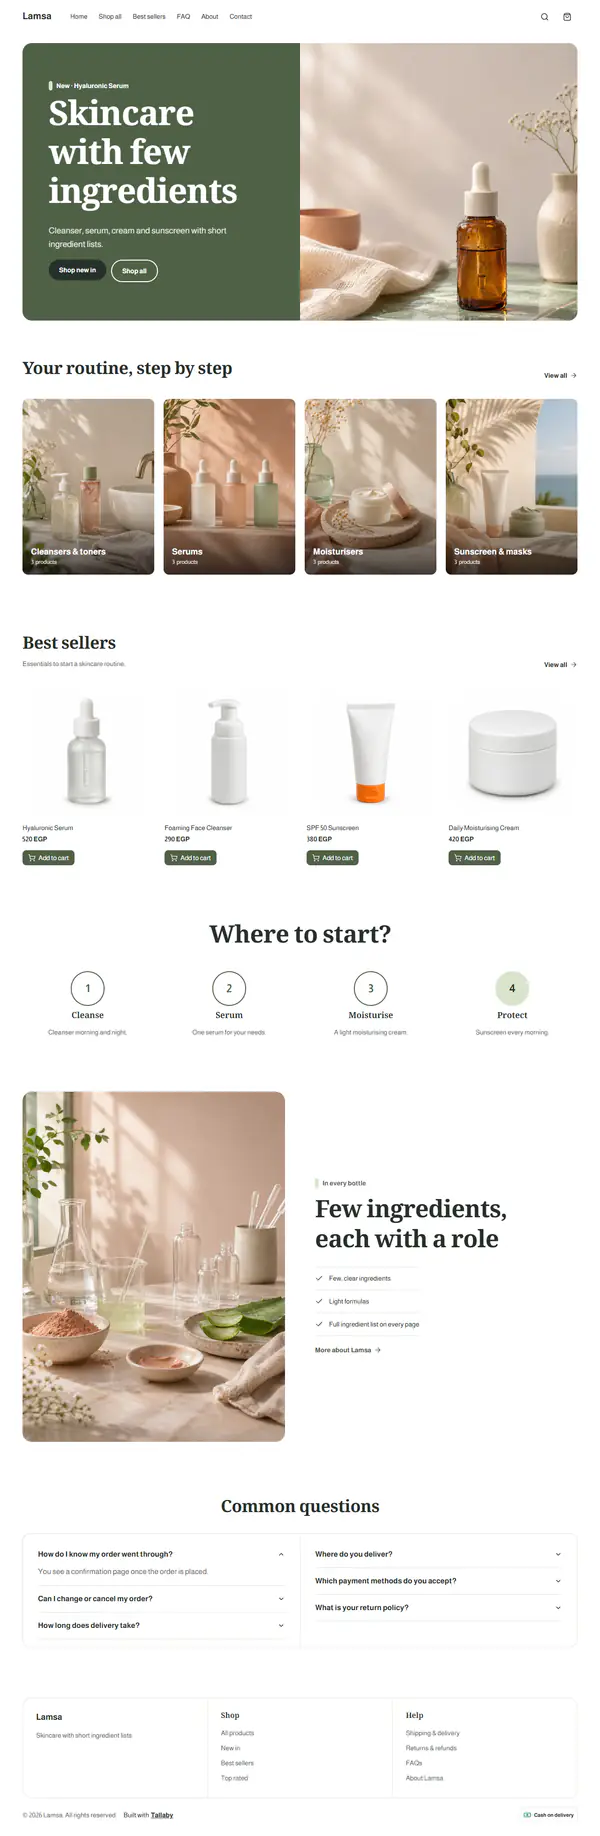 Lamsa
Home
Shop all
Best sellers
FAQ
About
Contact
New · Hyaluronic Serum
Skincare
with few
ingredients
Cleanser, serum, cream and sunscreen with short
ingredient lists.
Shop new in
Shop all
Your routine, step by step
View all
Cleansers & toners
3 products
Serums
3 products
Moisturisers
3 products
Sunscreen & masks
3 products
Best sellers
Essentials to start a skincare routine.
View all
Hyaluronic Serum
520 EGP
Add to cart
Foaming Face Cleanser
290 EGP
Add to cart
SPF 50 Sunscreen
380 EGP
Add to cart
Daily Moisturising Cream
420 EGP
Add to cart
Where to start?
1
Cleanse
Cleanser morning and night.
2
Serum
One serum for your needs.
3
Moisturise
A light moisturising cream.
4
Protect
Sunscreen every morning.
In every bottle
Few ingredients,
each with a role
Few, clear ingredients
Light formulas
Full ingredient list on every page
More about Lamsa
Common questions
How do I know my order went through?
You see a confirmation page once the order is placed.
Can I change or cancel my order?
How long does delivery take?
Where do you deliver?
Which payment methods do you accept?
What is your return policy?
Lamsa
Skincare with short ingredient lists
Shop
All products
New in
Best sellers
Top rated
Help
Shipping & delivery
Returns & refunds
FAQs
About Lamsa
© 2026 Lamsa. All rights reserved
Built with Tallaby
Cash on delivery